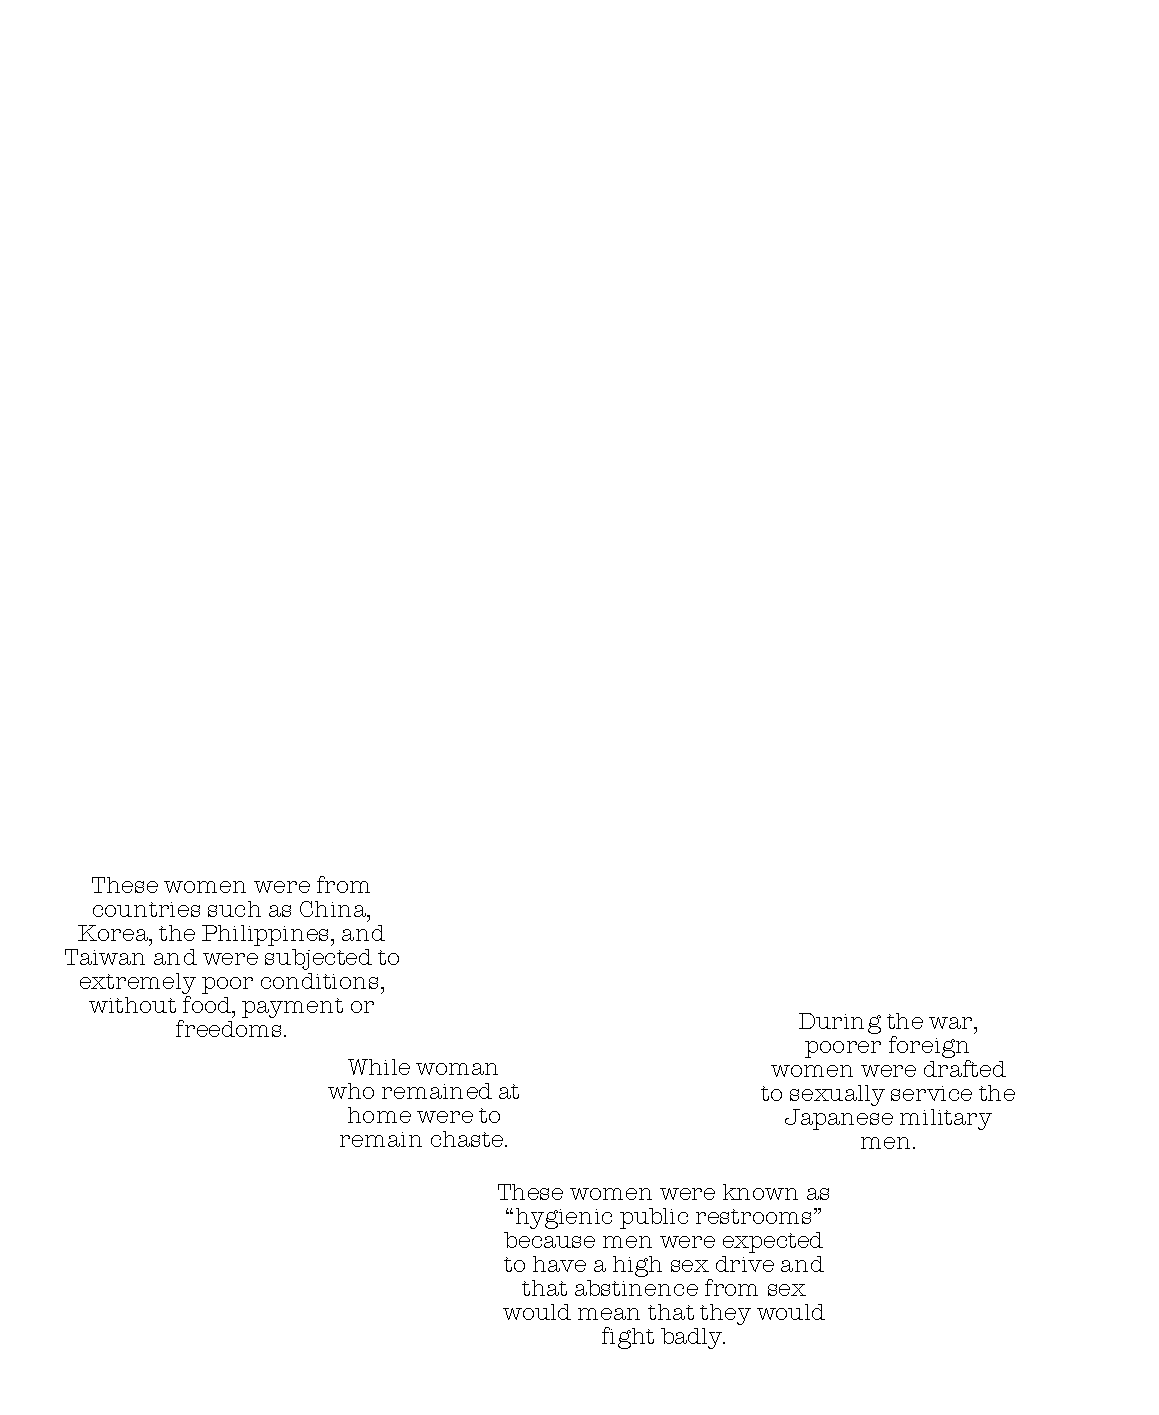 These women were from
countries such as China,
Korea, the Philippines, and
Taiwan and were subjected to
extremely poor conditions,
without food, payment or
freedoms.
While woman
who remained at
home were to
remain chaste.
During the war,
poorer foreign
women were drafted
to sexually service the
Japanese military
men.
These women were known as
“hygienic public restrooms”
because men were expected
to have a high sex drive and
that abstinence from sex
would mean that they would
fight badly.